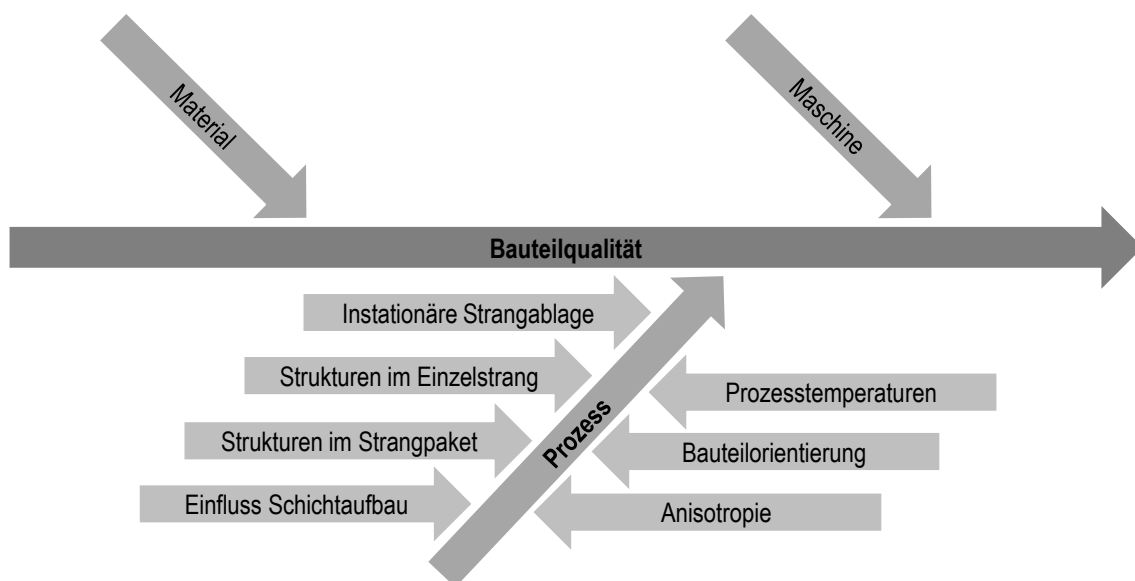 Material
Maschine
Bauteilqualität
Instationäre Strangablage
Strukturen im Einzelstrang
Prozesstemperaturen
Prozess
Strukturen im Strangpaket
Bauteilorientierung
Einfluss Schichtaufbau
Anisotropie